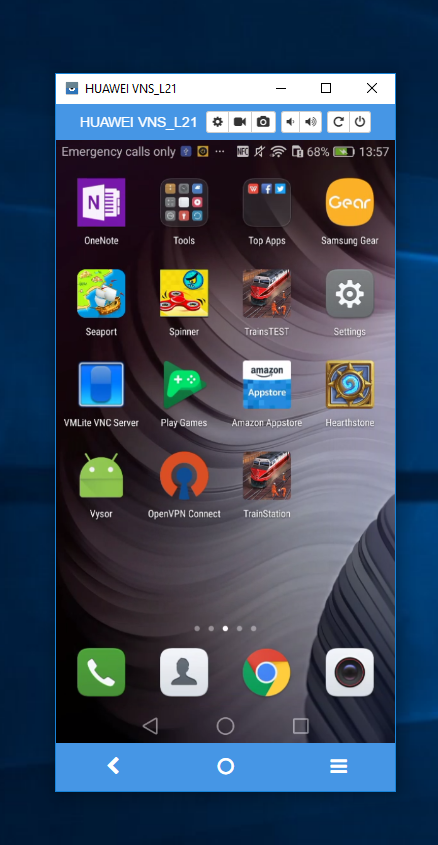 HUAWEI VNS_L21
HUAWEI VNS_L21
Emergency calls only ... NFC 68% 13:57
N
Gear
OneNote Tools Top Apps Samsung Gear
Seaport Spinner TrainsTEST Settings
amazon
Appstore
VMLite VNC Server Play Games Amazon Appstore Hearthstone
Vysor OpenVPN Connect TrainStation